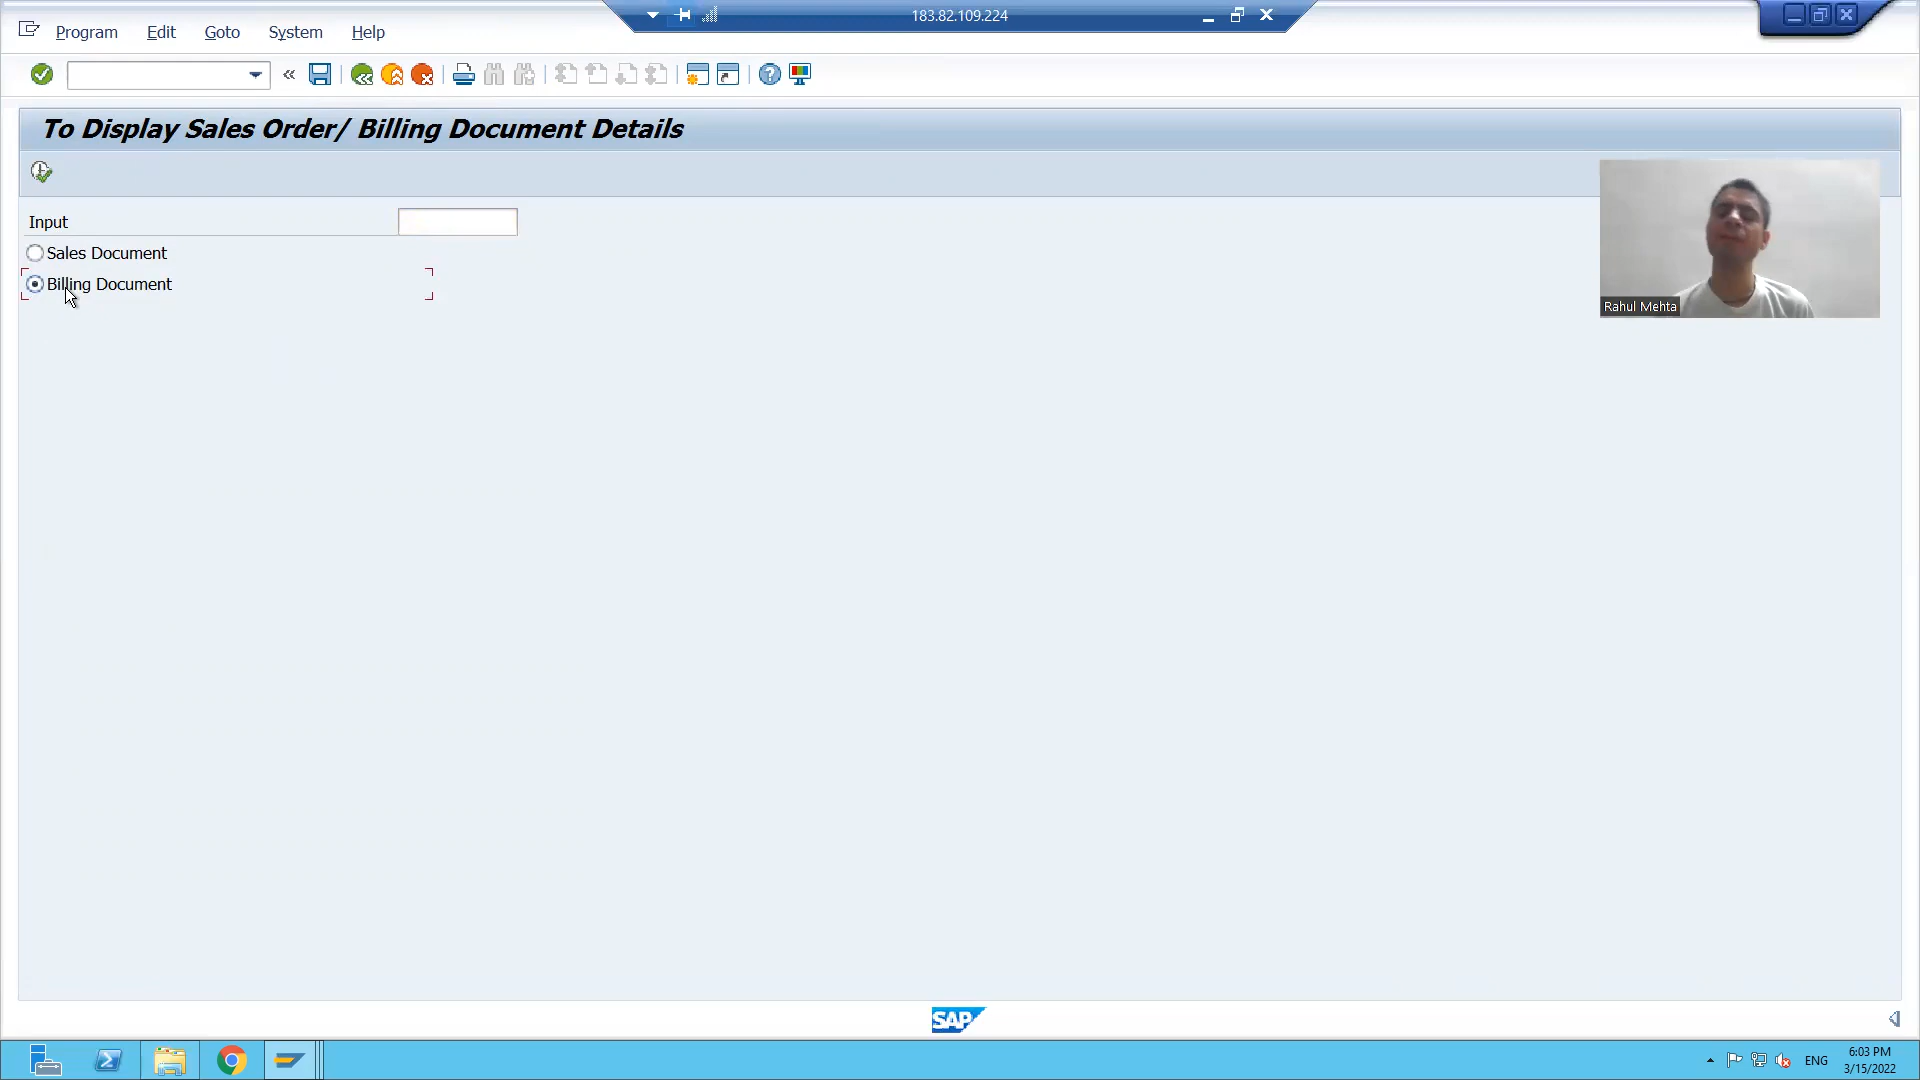 183.82.109.224
Program Edit Goto System Help
To Display Sales Order/ Billing Document Details
Input
Sales Document
Billing Document
Rahul Mehta
SAP
ENG
6:03 PM
3/15/2022